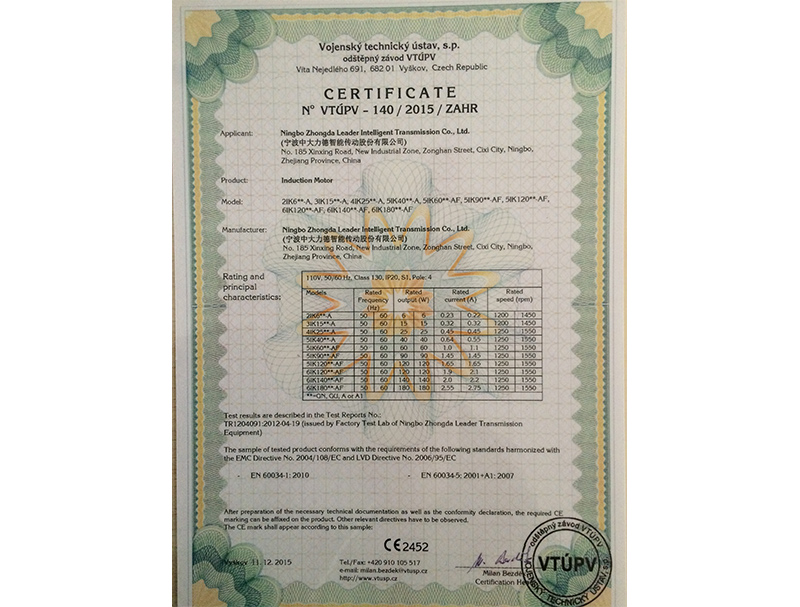 Vojenský technický ústav, s.p.
odštěpný závod VTÚPV
Víta Nejedlého 691, 682 01 Vyškov, Czech Republic
CERTIFICATE
N° VTÚPV – 140 / 2015 / ZAHR
Applicant: Ningbo Zhongda Leader Intelligent Transmission Co., Ltd.
(宁波中大力德智能传动股份有限公司)
No. 185 Xinxing Road, New Industrial Zone, Zonghan Street, Cixi City, Ningbo,
Zhejiang Province, China
Product: Induction Motor
Model: 2IK6**-A, 3IK15**-A, 4IK25**-A, 5IK40**-A, 5IK60**-AF, 5IK90**-AF, 5IK120**-AF,
6IK120**-AF, 6IK140**-AF, 6IK180**-AF
Manufacturer: Ningbo Zhongda Leader Intelligent Transmission Co., Ltd.
(宁波中大力德智能传动股份有限公司)
No. 185 Xinxing Road, New Industrial Zone, Zonghan Street, Cixi City, Ningbo,
Zhejiang Province, China
Rating and
principal
characteristics:
110V, 50/60 Hz, Class 130, IP20, S1, Pole: 4
Models Rated Frequency (Hz) Rated output (W) Rated current (A) Rated speed (rpm)
2IK6**-A 50 60 6 6 0.23 0.22 1200 1450
3IK15**-A 50 60 15 15 0.32 0.32 1200 1450
4IK25**-A 50 60 25 25 0.45 0.45 1250 1550
5IK40**-A 50 60 40 40 0.64 0.55 1250 1550
5IK60**-AF 50 60 60 60 1.0 1.1 1250 1550
5IK90**-AF 50 60 90 90 1.45 1.45 1250 1550
5IK120**-AF 50 60 120 120 1.65 1.65 1250 1550
6IK120**-AF 50 60 120 120 1.9 2.1 1250 1550
6IK140**-AF 50 60 140 140 2.0 2.2 1250 1550
6IK180**-AF 50 60 180 180 2.55 2.75 1250 1550
**=GN, GU, A or A1
Test results are described in the Test Reports No.:
TR1204091:2012-04-19 (issued by Factory Test Lab of Ningbo Zhongda Leader Transmission
Equipment)
The sample of tested product conforms with the requirements of the following standards harmonized with
the EMC Directive No. 2004/108/EC and LVD Directive No. 2006/95/EC
- EN 60034-1: 2010 - EN 60034-5: 2001+A1: 2007
After preparation of the necessary technical documentation as well as the conformity declaration, the required CE
marking can be affixed on the product. Other relevant directives have to be observed.
The CE mark shall appear according to this sample:
CE 2452
Vyškov 11.12.2015
Tel./Fax: +420 910 105 517
e-mail: milan.bezdek@vtusp.cz
http://www.vtusp.cz
Milan Bezdě
Certification He
odštěpný závod VTÚPV
VTÚPV
VOJENSKÝ TECHNICKÝ ÚSTAV, s.p.